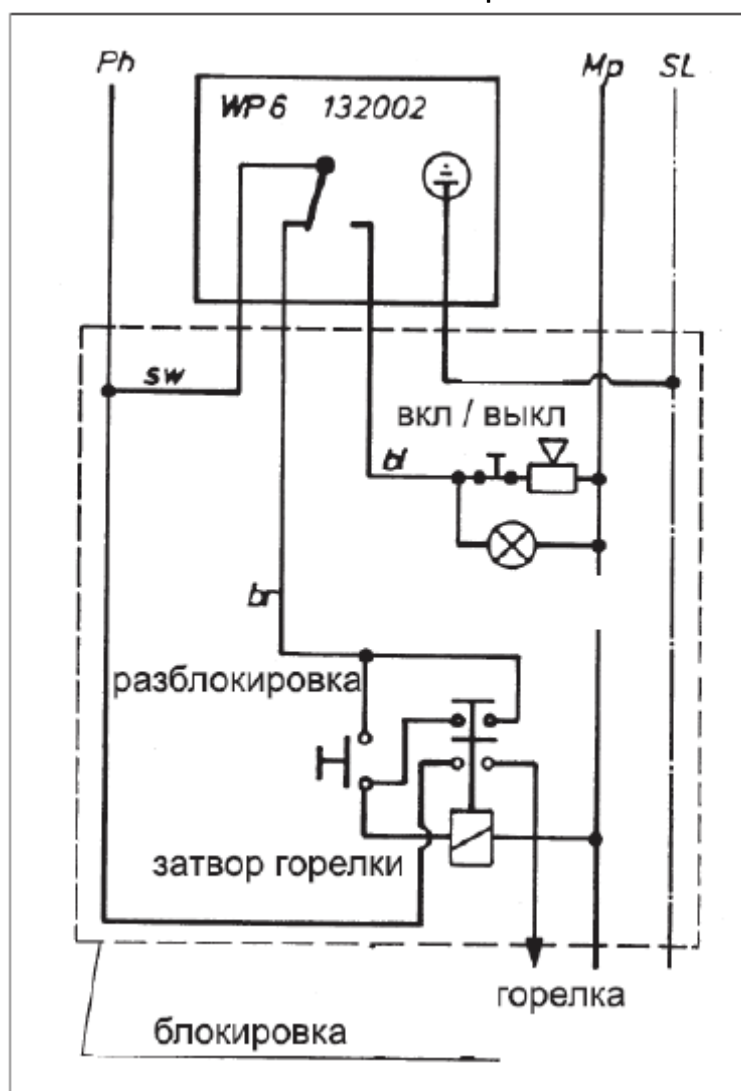 Ph
Mp
SL
WP6 132002
sw
вкл / выкл
bl
br
разблокировка
затвор горелки
горелка
блокировка